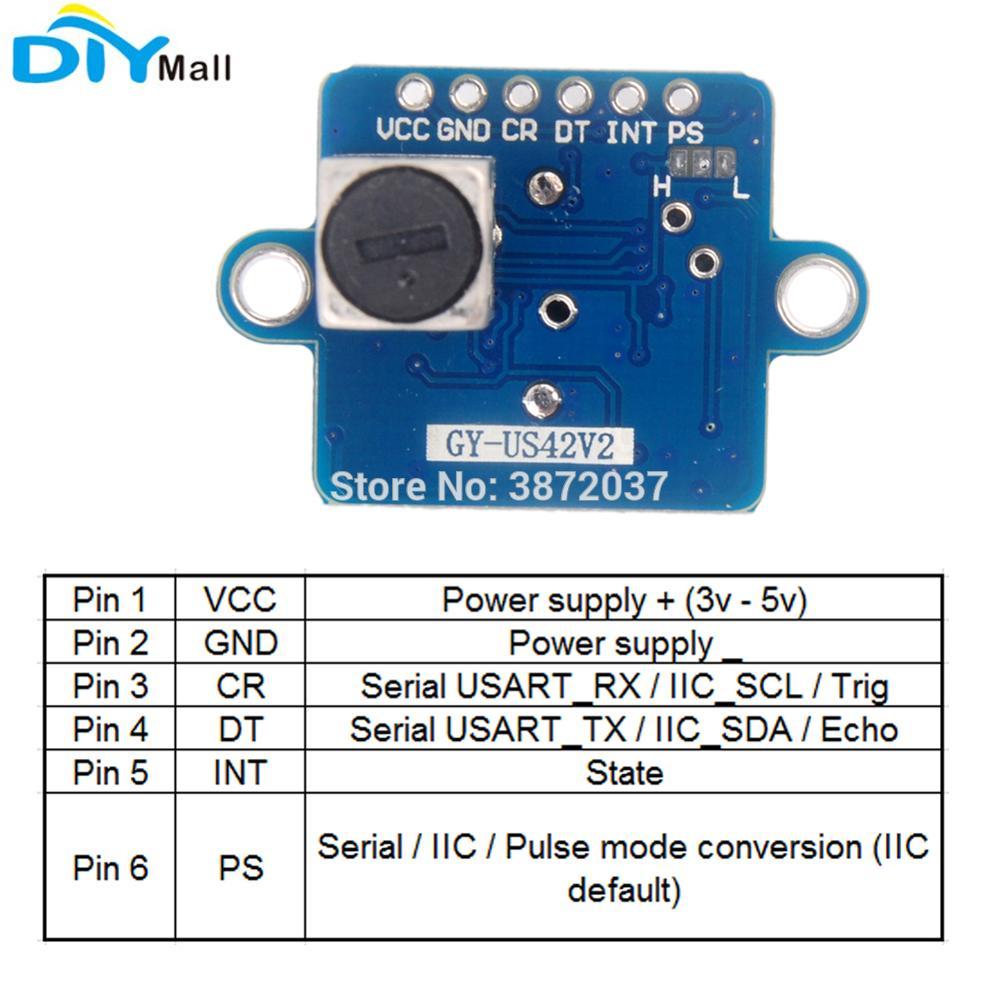 DIY Mall
VCC GND CR DT INT PS
H L
GY-US42V2
Store No: 3872037
Pin 1 VCC Power supply + (3v - 5v)
Pin 2 GND Power supply _
Pin 3 CR Serial USART_RX / IIC_SCL / Trig
Pin 4 DT Serial USART_TX / IIC_SDA / Echo
Pin 5 INT State
Pin 6 PS Serial / IIC / Pulse mode conversion (IIC
default)